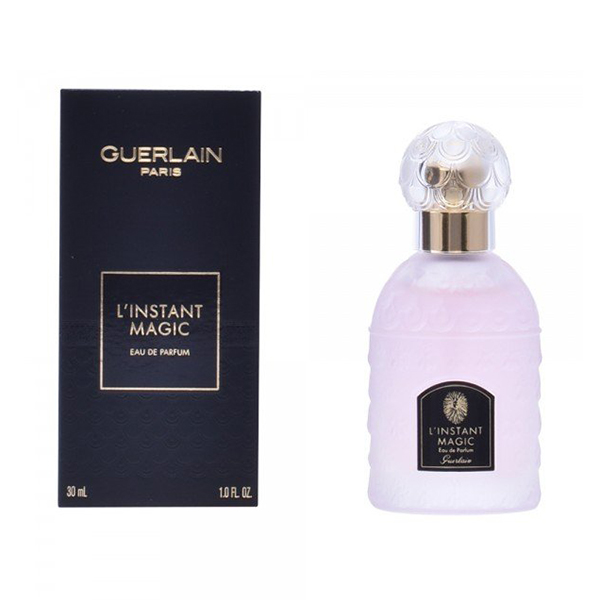 GUERLAIN
PARIS
L'INSTANT
MAGIC
EAU DE PARFUM
30 mL 1.0 FL. OZ.
L'INSTANT
MAGIC
Eau de Parfum
Guerlain